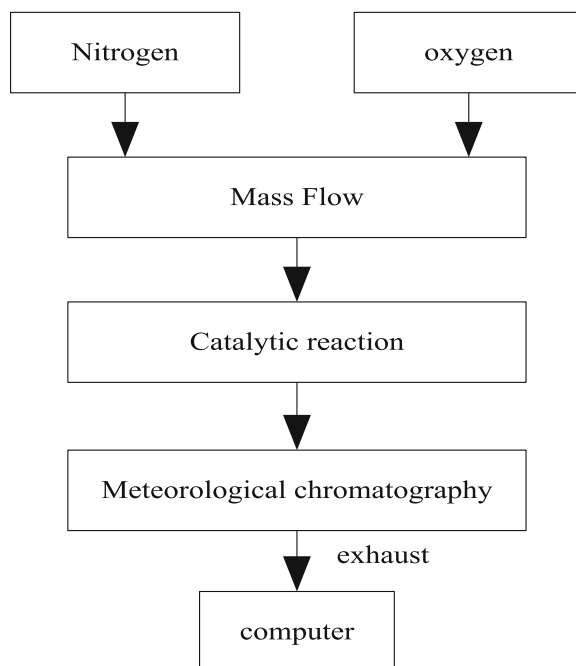 Nitrogen
oxygen
Mass Flow
Catalytic reaction
Meteorological chromatography
exhaust
computer